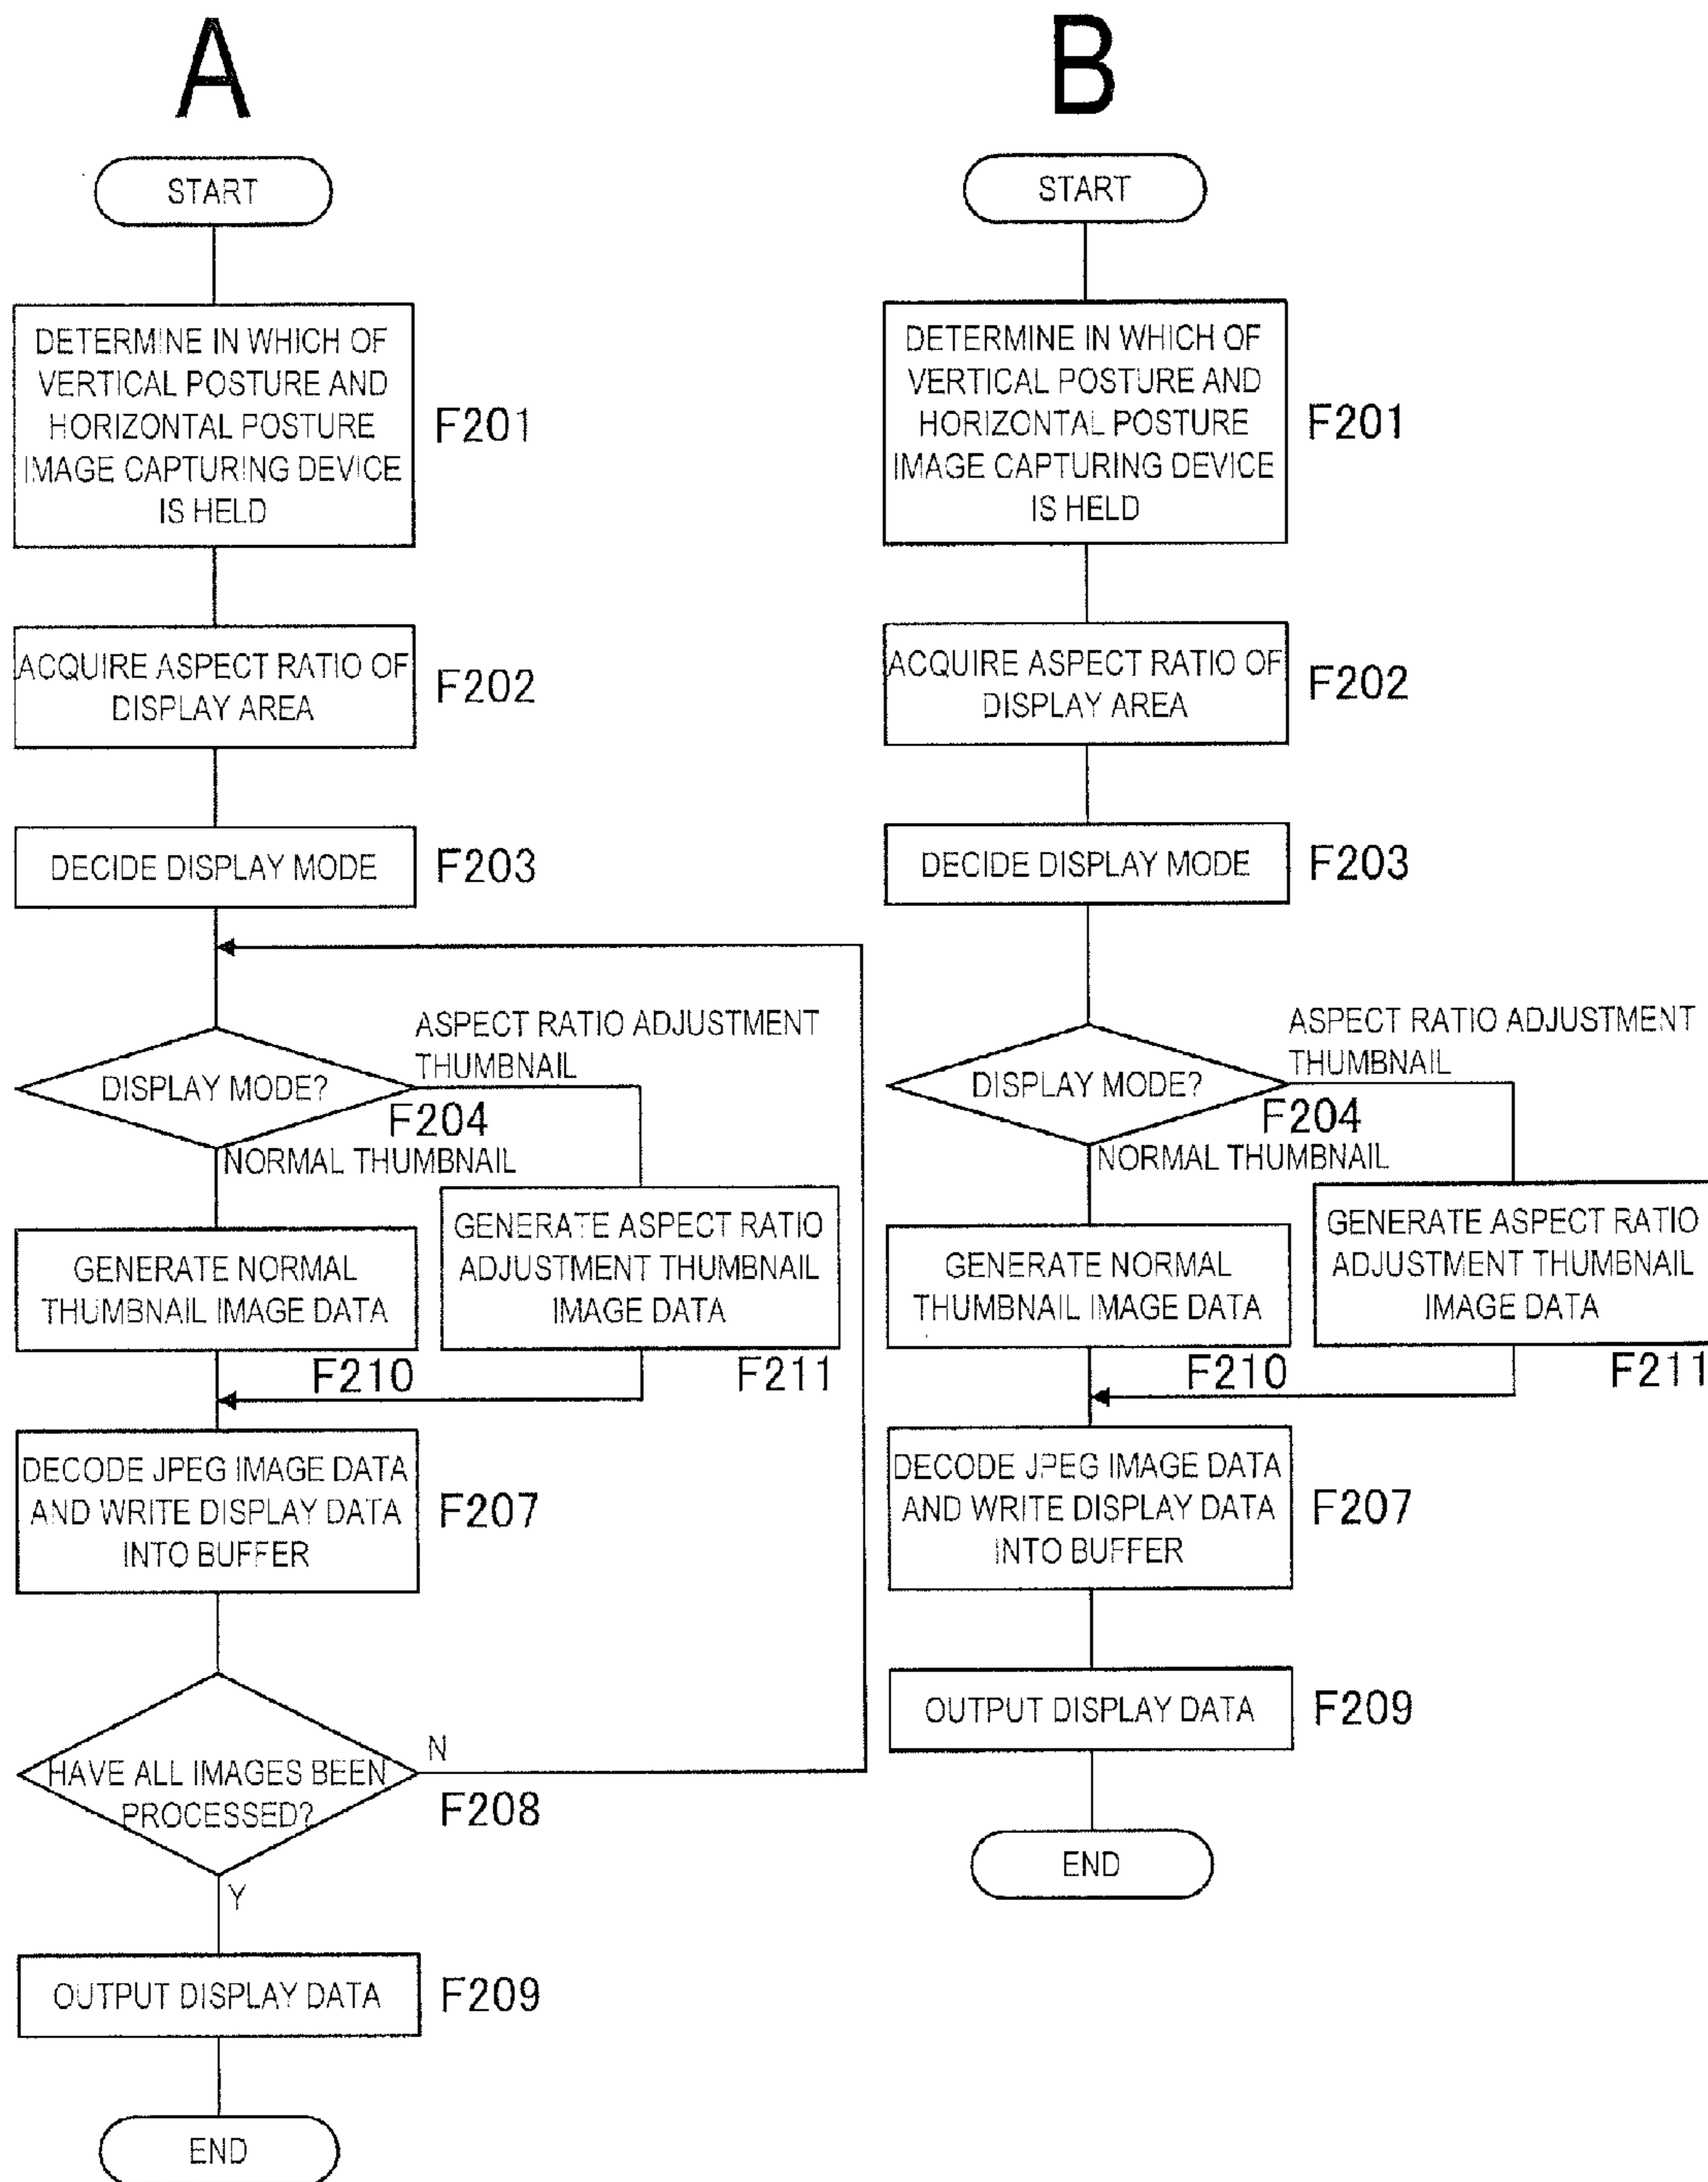 A
START
DETERMINE IN WHICH OF
VERTICAL POSTURE AND
HORIZONTAL POSTURE
IMAGE CAPTURING DEVICE
IS HELD
F201
ACQUIRE ASPECT RATIO OF
DISPLAY AREA
F202
DECIDE DISPLAY MODE
F203
ASPECT RATIO ADJUSTMENT
THUMBNAIL
DISPLAY MODE?
F204
NORMAL THUMBNAIL
GENERATE NORMAL
THUMBNAIL IMAGE DATA
F210
GENERATE ASPECT RATIO
ADJUSTMENT THUMBNAIL
IMAGE DATA
F211
DECODE JPEG IMAGE DATA
AND WRITE DISPLAY DATA
INTO BUFFER
F207
HAVE ALL IMAGES BEEN
PROCESSED?
N
F208
Y
OUTPUT DISPLAY DATA
F209
END
B
START
DETERMINE IN WHICH OF
VERTICAL POSTURE AND
HORIZONTAL POSTURE
IMAGE CAPTURING DEVICE
IS HELD
F201
ACQUIRE ASPECT RATIO OF
DISPLAY AREA
F202
DECIDE DISPLAY MODE
F203
ASPECT RATIO ADJUSTMENT
THUMBNAIL
DISPLAY MODE?
F204
NORMAL THUMBNAIL
GENERATE NORMAL
THUMBNAIL IMAGE DATA
F210
GENERATE ASPECT RATIO
ADJUSTMENT THUMBNAIL
IMAGE DATA
F211
DECODE JPEG IMAGE DATA
AND WRITE DISPLAY DATA
INTO BUFFER
F207
OUTPUT DISPLAY DATA
F209
END